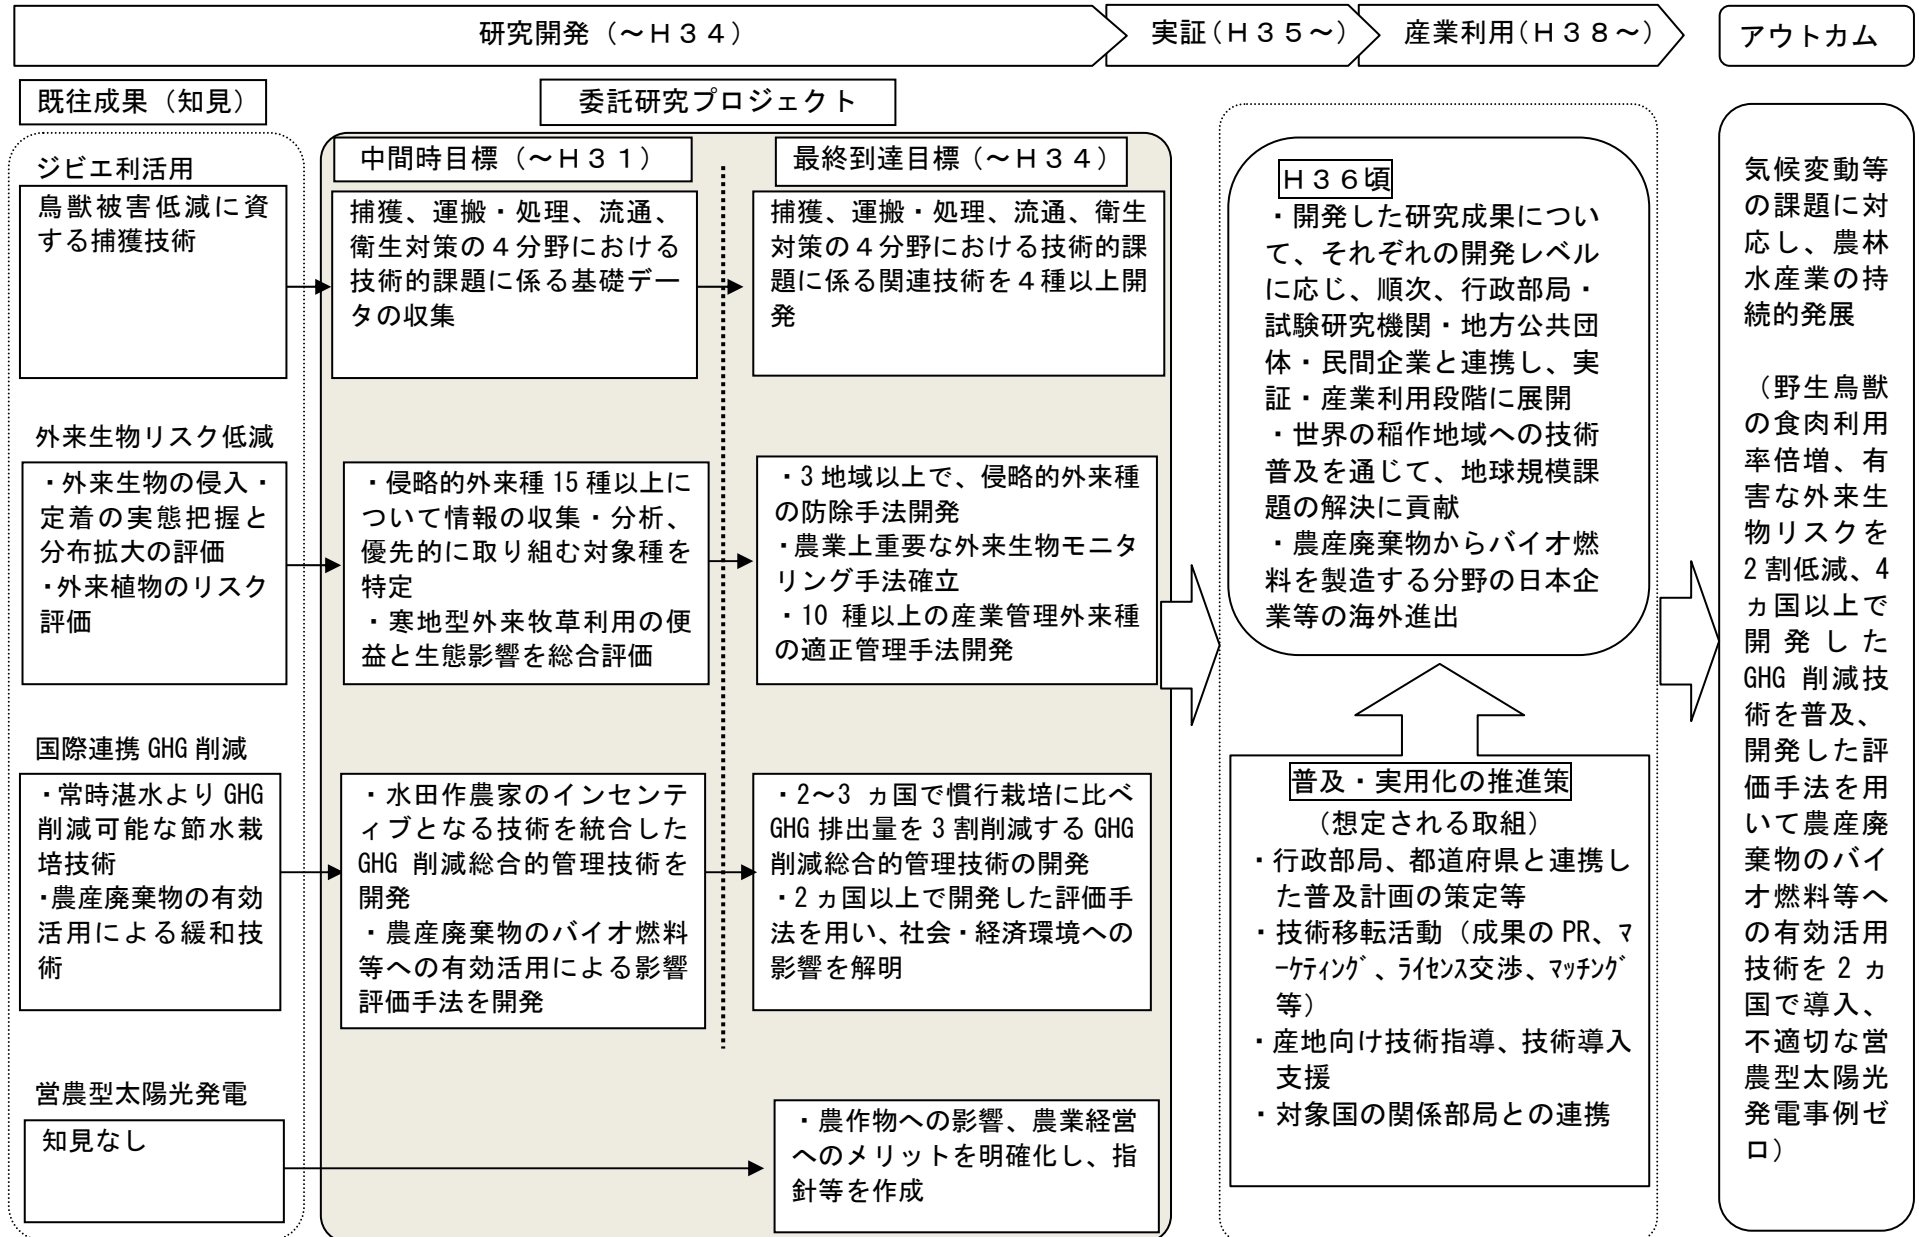 研究開発（～Ｈ３４）
実証（Ｈ３５～）
産業利用（Ｈ３８～）
アウトカム
既往成果（知見）
委託研究プロジェクト
ジビエ利活用
鳥獣被害低減に資
する捕獲技術
外来生物リスク低減
・外来生物の侵入・
定着の実態把握と
分布拡大の評価
・外来植物のリスク
評価
国際連携 GHG 削減
・常時湛水より GHG
削減可能な節水栽
培技術
・農産廃棄物の有効
活用による緩和技
術
営農型太陽光発電
知見なし
中間時目標（～Ｈ３１）
捕獲、運搬・処理、流通、
衛生対策の４分野における
技術的課題に係る基礎デー
タの収集
・侵略的外来種 15 種以上に
ついて情報の収集・分析、
優先的に取り組む対象種を
特定
・寒地型外来牧草利用の便
益と生態影響を総合評価
・水田作農家のインセンテ
ィブとなる技術を統合した
GHG 削減総合的管理技術を
開発
・農産廃棄物のバイオ燃料
等への有効活用による影響
評価手法を開発
最終到達目標（～Ｈ３４）
捕獲、運搬・処理、流通、衛生
対策の４分野における技術的課
題に係る関連技術を４種以上開
発
・3 地域以上で、侵略的外来種
の防除手法開発
・農業上重要な外来生物モニタ
リング手法確立
・10 種以上の産業管理外来種
の適正管理手法開発
・2～3 ヵ国で慣行栽培に比べ
GHG 排出量を 3 割削減する GHG
削減総合的管理技術の開発
・2 ヵ国以上で開発した評価手
法を用い、社会・経済環境への
影響を解明
・農作物への影響、農業経営
へのメリットを明確化し、指
針等を作成
Ｈ３６頃
・開発した研究成果につい
て、それぞれの開発レベル
に応じ、順次、行政部局・
試験研究機関・地方公共団
体・民間企業と連携し、実
証・産業利用段階に展開
・世界の稲作地域への技術
普及を通じて、地球規模課
題の解決に貢献
・農産廃棄物からバイオ燃
料を製造する分野の日本企
業等の海外進出
普及・実用化の推進策
（想定される取組）
・行政部局、都道府県と連携し
た普及計画の策定等
・技術移転活動（成果の PR、ﾏ
ｰｹﾃｨﾝｸﾞ、ﾗｲｾﾝｽ交渉、ﾏｯﾁﾝｸﾞ
等）
・産地向け技術指導、技術導入
支援
・対象国の関係部局との連携
気候変動等
の課題に対
応し、農林
水産業の持
続的発展
（野生鳥獣
の食肉利用
率倍増、有
害な外来生
物リスクを
2 割低減、4
ヵ国以上で
開発した
GHG 削減技
術を普及、
開発した評
価手法を用
いて農産廃
棄物のバイ
オ燃料等へ
の有効活用
技術を 2 ヵ
国で導入、
不適切な営
農型太陽光
発電事例ゼ
ロ）